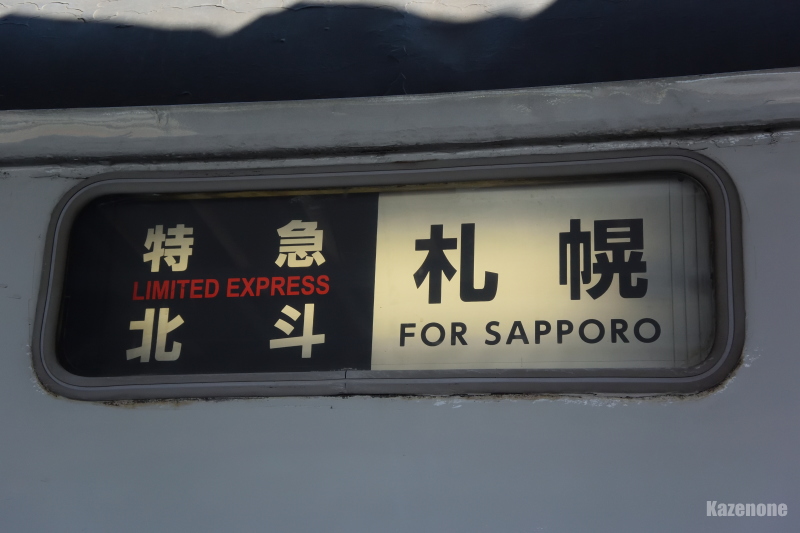 特急
LIMITED EXPRESS
北斗
札幌
FOR SAPPORO
Kazenone